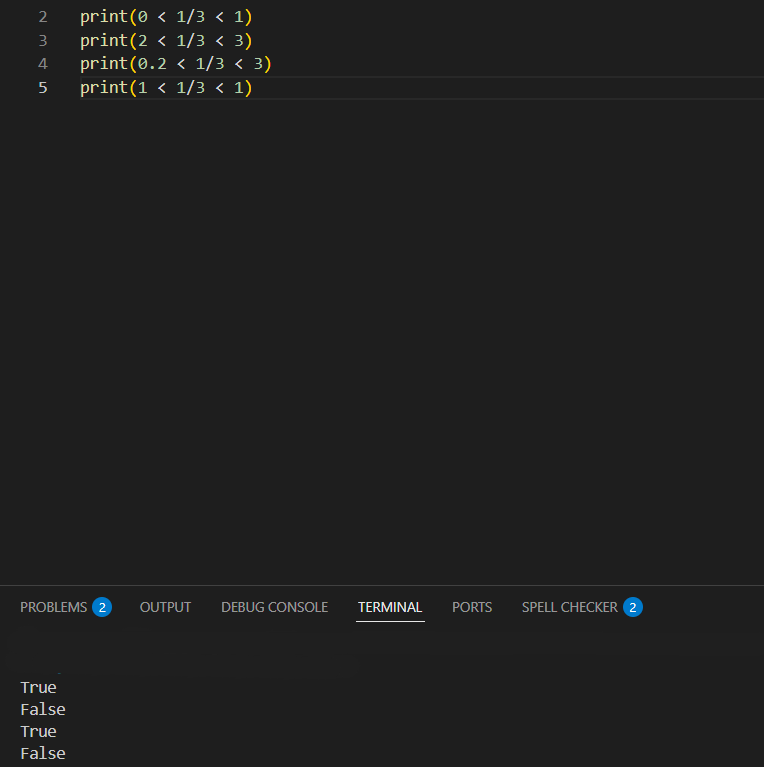 2 print(0 < 1/3 < 1)
3 print(2 < 1/3 < 3)
4 print(0.2 < 1/3 < 3)
5 print(1 < 1/3 < 1)
PROBLEMS 2 OUTPUT DEBUG CONSOLE TERMINAL PORTS SPELL CHECKER 2
True
False
True
False